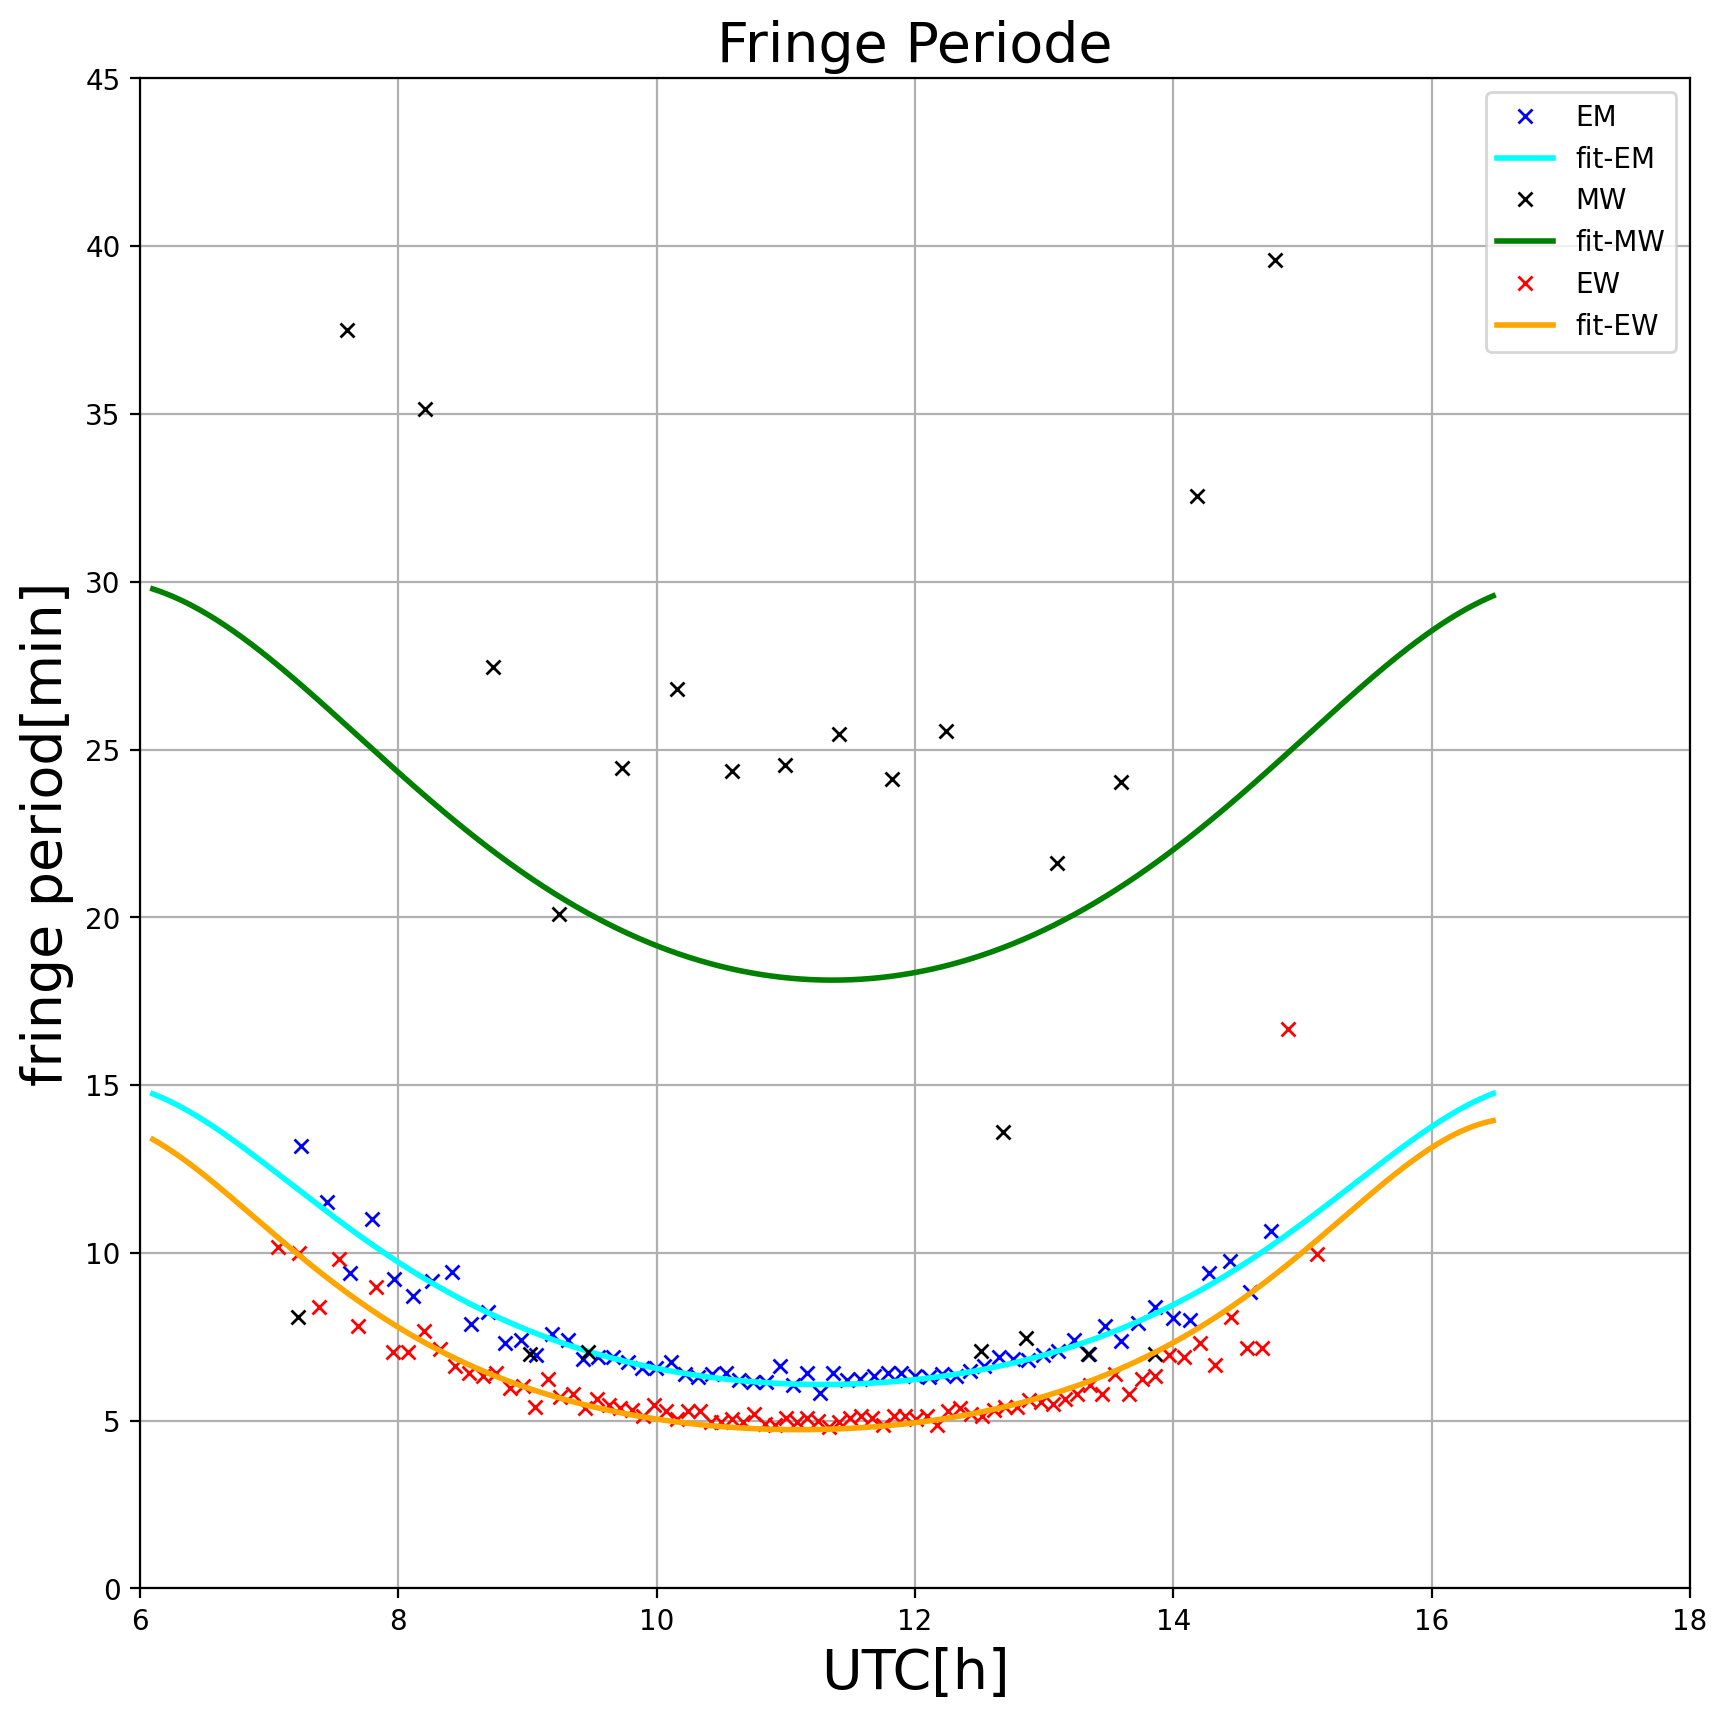 Fringe Periode
45
40
35
30
25
20
15
10
5
0
fringe period[min]
EM
fit-EM
MW
fit-MW
EW
fit-EW
6 8 10 12 14 16 18
UTC[h]